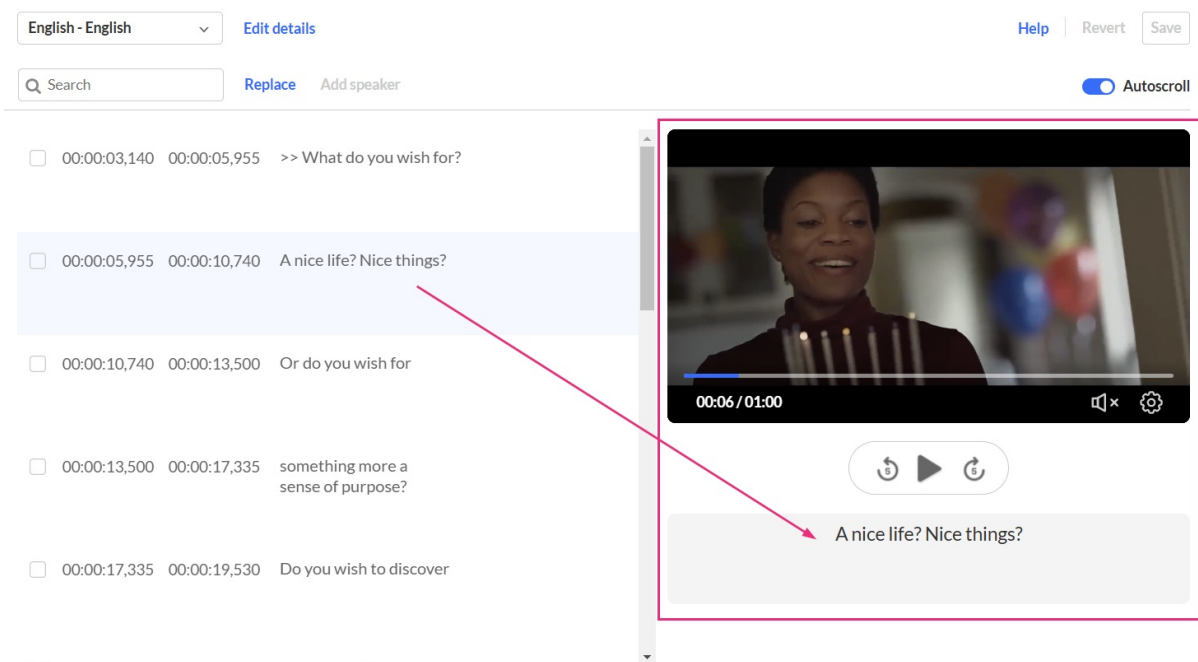 English - English Edit details Help Revert Save
Search Replace Add speaker Autoscroll
00:00:03,140 00:00:05,955 >> What do you wish for?
00:00:05,955 00:00:10,740 A nice life? Nice things?
00:00:10,740 00:00:13,500 Or do you wish for
00:00:13,500 00:00:17,335 something more a
sense of purpose?
00:00:17,335 00:00:19,530 Do you wish to discover
00:06 / 01:00
5 5
A nice life? Nice things?